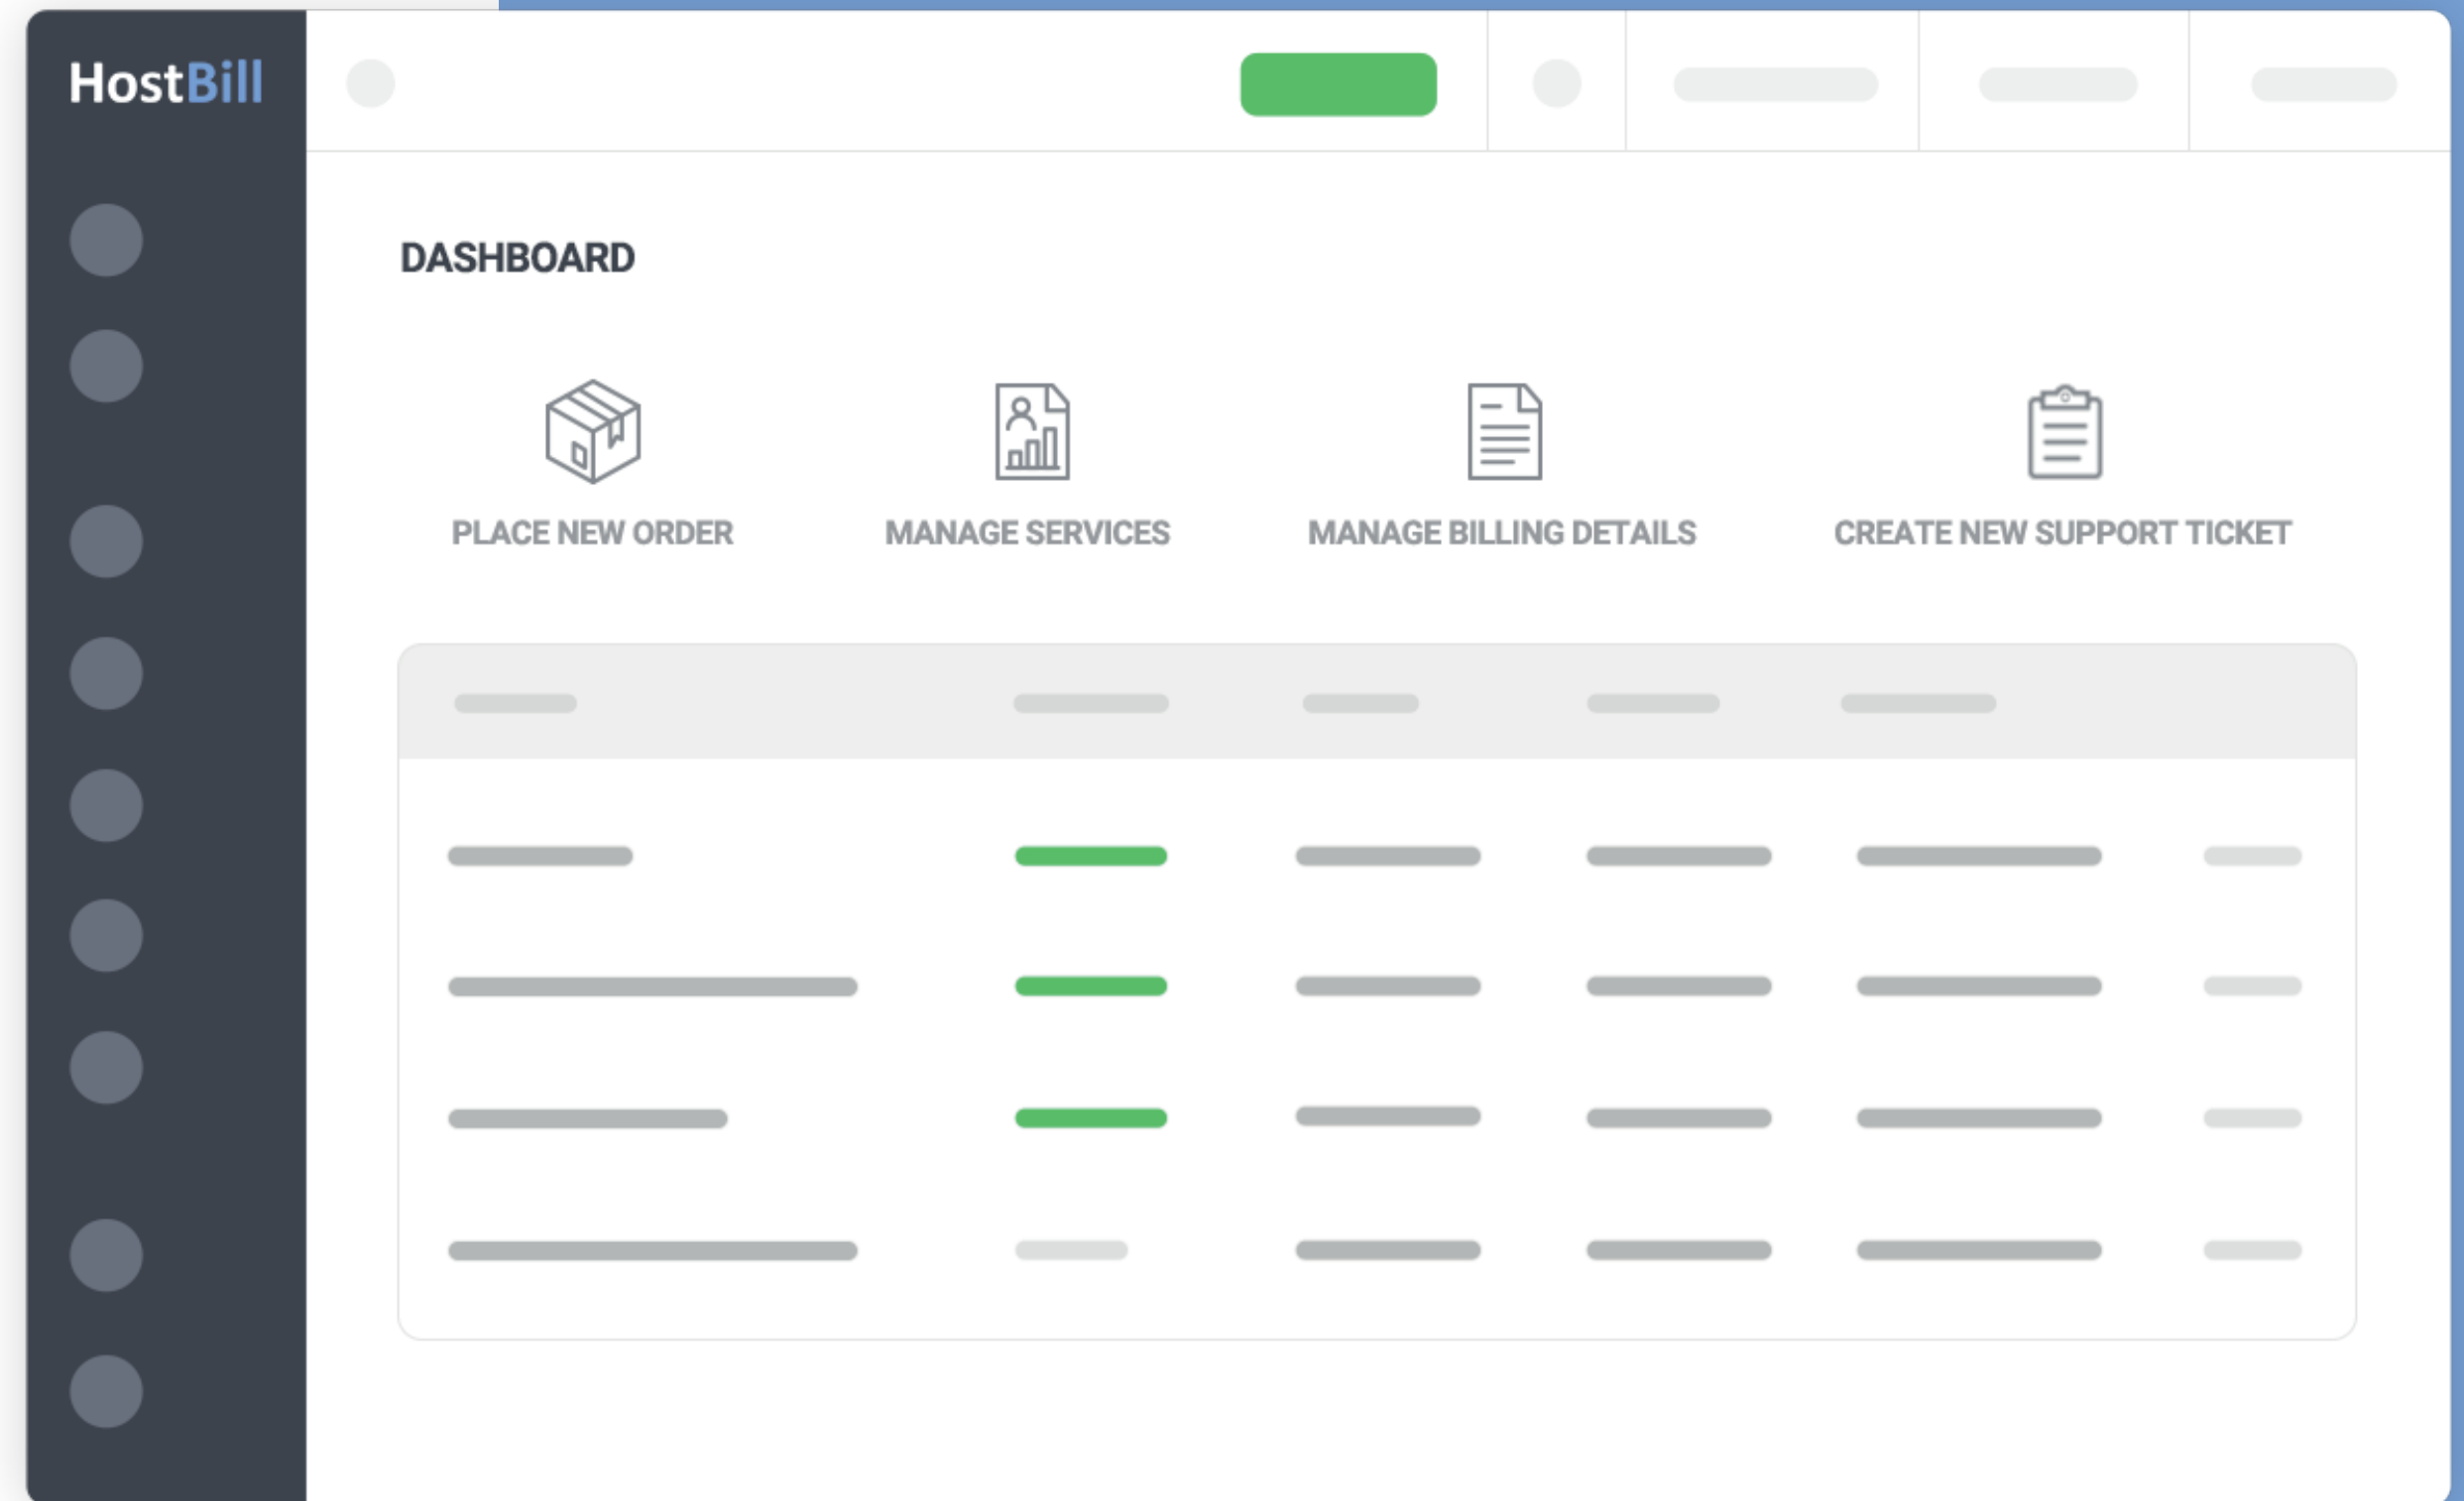 HostBill
DASHBOARD
PLACE NEW ORDER
MANAGE SERVICES
MANAGE BILLING DETAILS
CREATE NEW SUPPORT TICKET